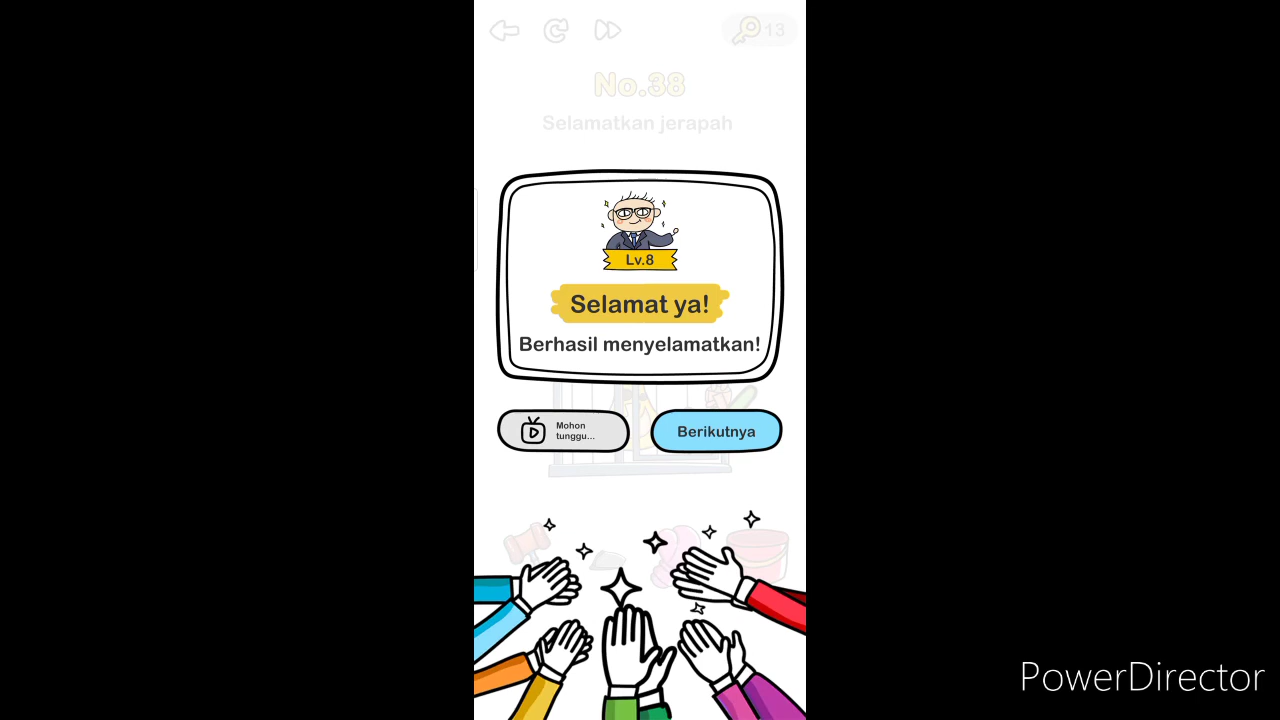 13
No.38
Selamatkan jerapah
Lv.8
Selamat ya!
Berhasil menyelamatkan!
Mohon
tunggu...
Berikutnya
PowerDirector